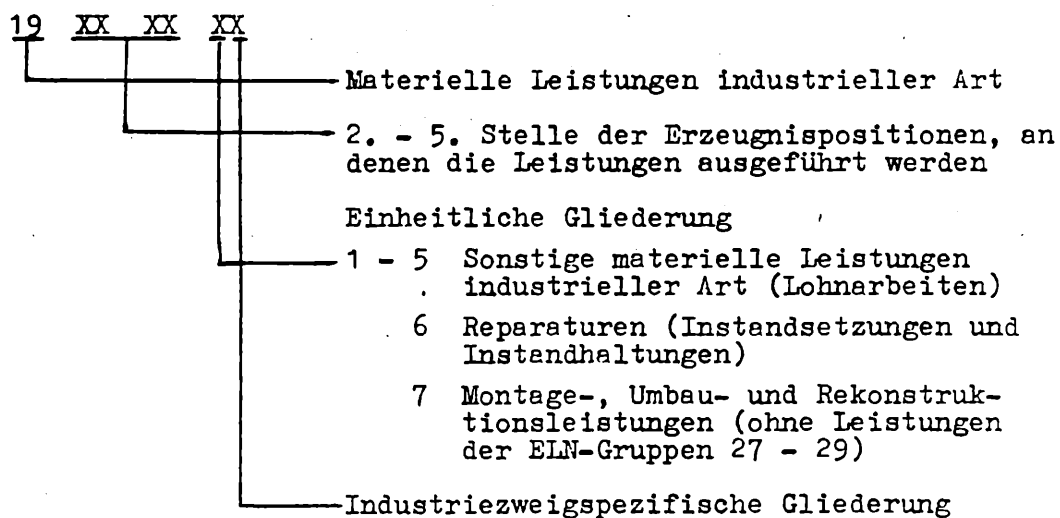 19 XX XX XX
Materielle Leistungen industrieller Art
2. - 5. Stelle der Erzeugnispositionen, an
denen die Leistungen ausgeführt werden
Einheitliche Gliederung
1 - 5 Sonstige materielle Leistungen
industrieller Art (Lohnarbeiten)
6 Reparaturen (Instandsetzungen und
Instandhaltungen)
7 Montage-, Umbau- und Rekonstruk-
tionsleistungen (ohne Leistungen
der ELN-Gruppen 27 - 29)
Industriezweigspezifische Gliederung